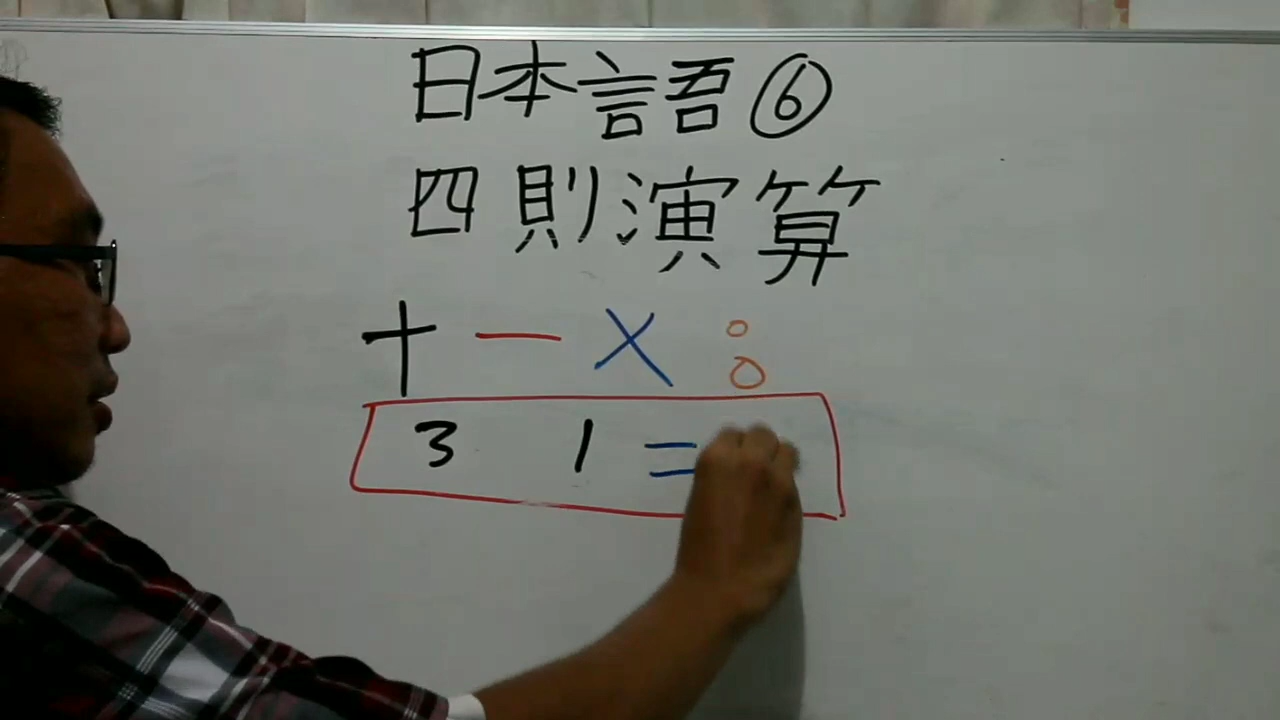 日本語⑥
四則演算
+ - × ÷
3 1 =